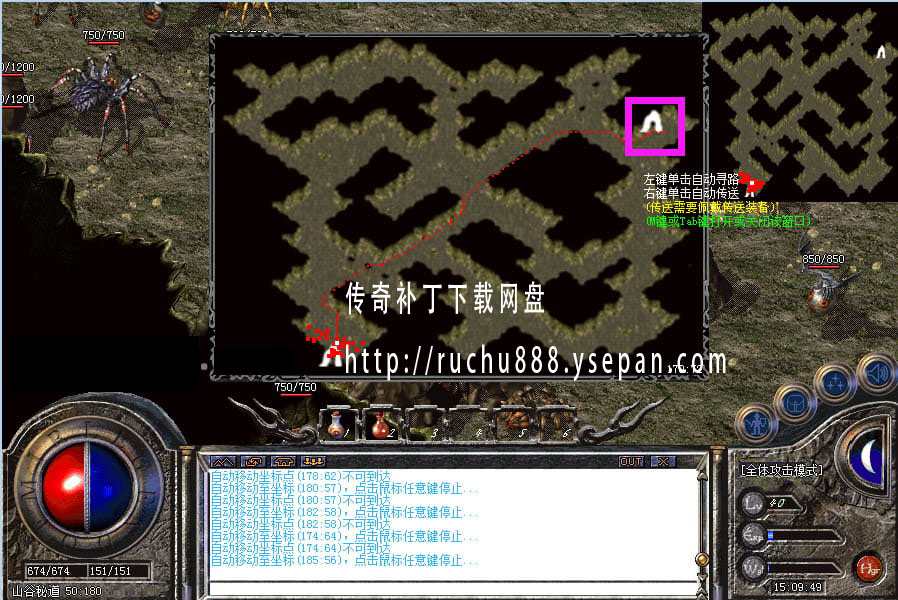 750/750
0/1200
0/1200
左键单击自动寻路
右键单击自动传送
(传送需要佩戴传送装备)
(M键或Tab键打开或关闭该窗口)
850/850
传奇补丁下载网盘
http://ruchu888.ysepan.com
750/750
1 2 3 4 5 6
OUT
自动移动坐标点(178:62)不可到达
自动移动至坐标(180:57)，点击鼠标任意键停止...
自动移动坐标点(180:57)不可到达
自动移动至坐标(182:58)，点击鼠标任意键停止...
自动移动坐标点(182:58)不可到达
自动移动至坐标(174:64)，点击鼠标任意键停止...
自动移动坐标点(174:64)不可到达
自动移动至坐标(185:56)，点击鼠标任意键停止...
[全体攻击模式]
Lv 40
Exp
W
674/674 151/151
山谷秘道 50:180
15:09:49